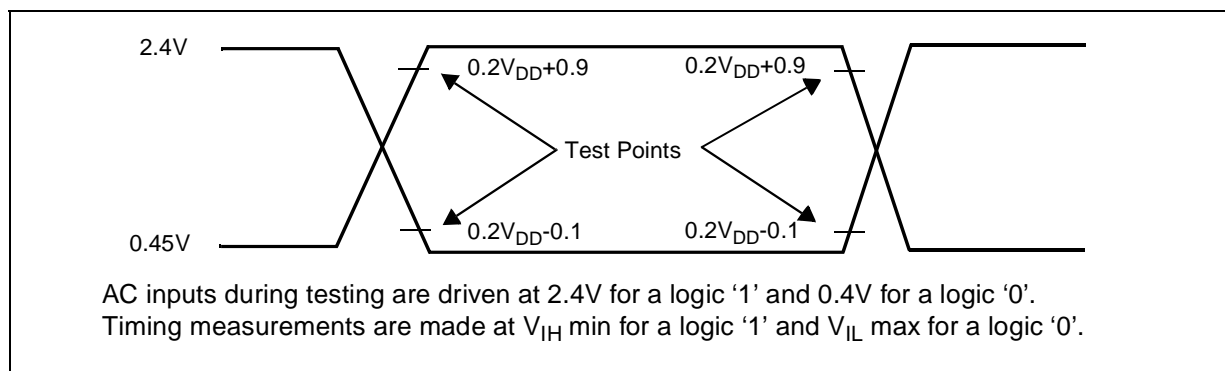 2.4V
0.2VDD+0.9 0.2VDD+0.9
Test Points
0.2VDD-0.1 0.2VDD-0.1
0.45V
AC inputs during testing are driven at 2.4V for a logic ‘1’ and 0.4V for a logic ‘0’.
Timing measurements are made at VIH min for a logic ‘1’ and VIL max for a logic ‘0’.